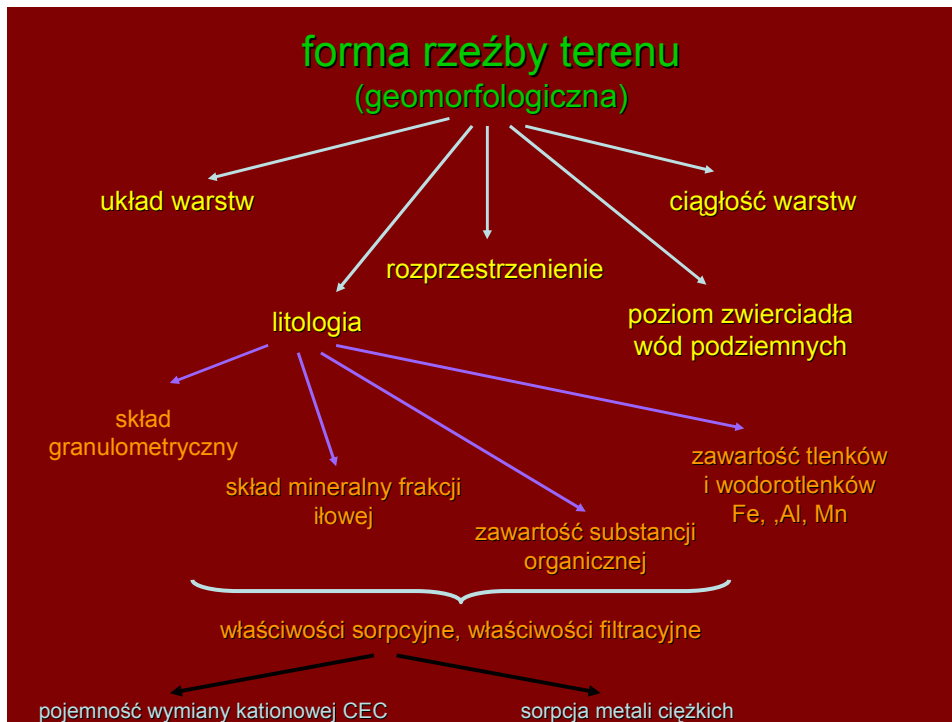 forma rzeźby terenu
(geomorfologiczna)
układ warstw
ciągłość warstw
rozprzestrzenienie
litologia
poziom zwierciadła
wód podziemnych
skład
granulometryczny
skład mineralny frakcji
iłowej
zawartość substancji
organicznej
zawartość tlenków
i wodorotlenków
Fe, ,Al, Mn
właściwości sorpcyjne, właściwości filtracyjne
pojemność wymiany kationowej CEC
sorpcja metali ciężkich